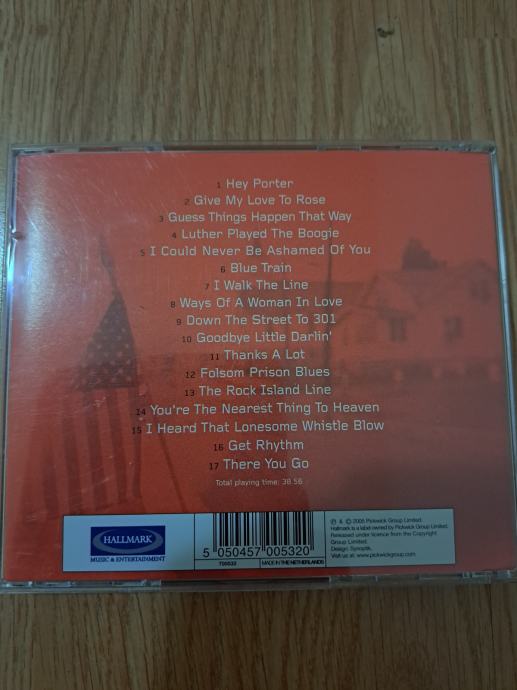 1 Hey Porter
2 Give My Love To Rose
3 Guess Things Happen That Way
4 Luther Played The Boogie
5 I Could Never Be Ashamed Of You
6 Blue Train
7 I Walk The Line
8 Ways Of A Woman In Love
9 Down The Street To 301
10 Goodbye Little Darlin'
11 Thanks A Lot
12 Folsom Prison Blues
13 The Rock Island Line
14 You're The Nearest Thing To Heaven
15 I Heard That Lonesome Whistle Blow
16 Get Rhythm
17 There You Go
Total playing time: 38.56
HALLMARK
MUSIC & ENTERTAINMENT
5 050457 005320
MADE IN THE NETHERLANDS
Ⓟ & © 2005 Pickwick Group Limited.
Hallmark is a label owned by Pickwick Group Limited.
Released under licence from the Copyright
Group Limited.
Design: Synoptik.
Visit us at: www.pickwickgroup.com